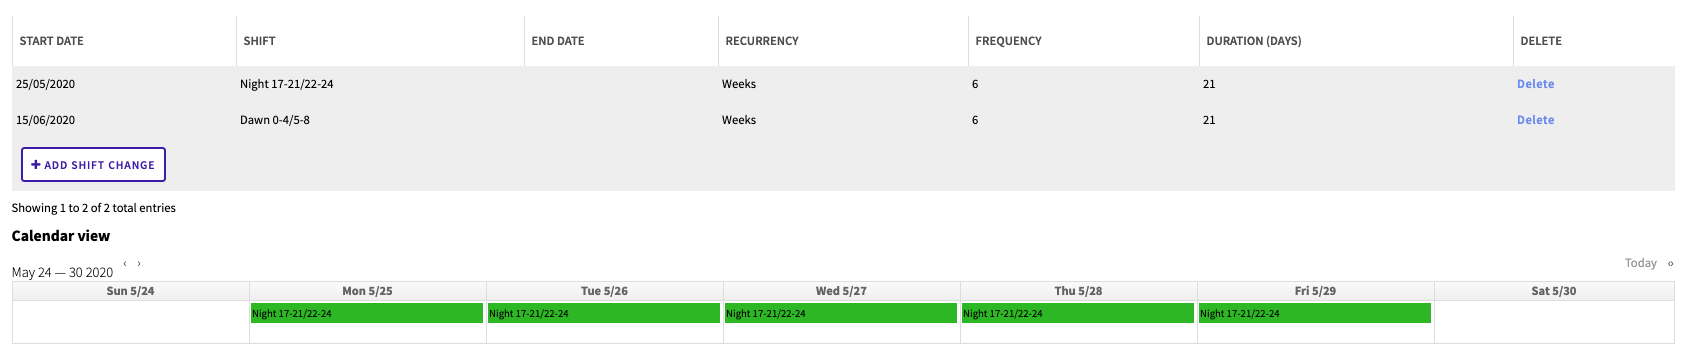 START DATE SHIFT END DATE RECURRENCY FREQUENCY DURATION (DAYS) DELETE
25/05/2020 Night 17-21/22-24 Weeks 6 21 Delete
15/06/2020 Dawn 0-4/5-8 Weeks 6 21 Delete
+ ADD SHIFT CHANGE
Showing 1 to 2 of 2 total entries
Calendar view
May 24 — 30 2020 ‹ › Today ‹›
Sun 5/24 Mon 5/25 Tue 5/26 Wed 5/27 Thu 5/28 Fri 5/29 Sat 5/30
Night 17-21/22-24 Night 17-21/22-24 Night 17-21/22-24 Night 17-21/22-24 Night 17-21/22-24